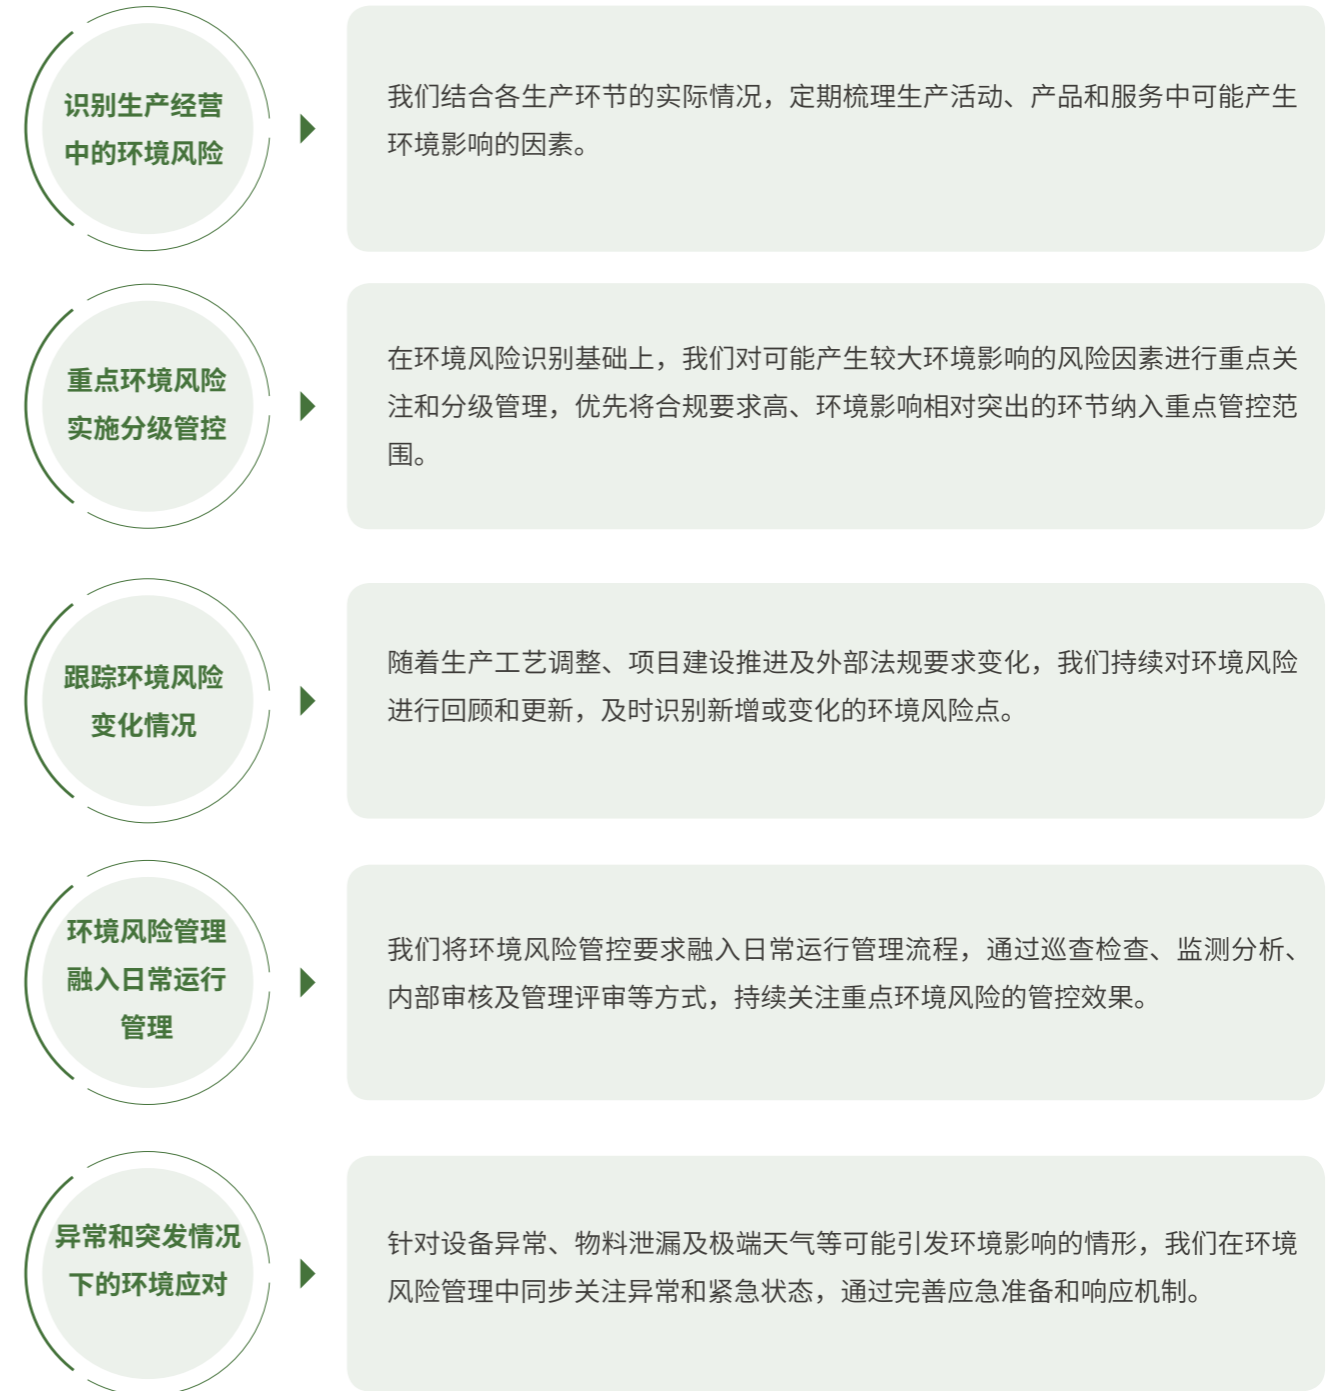 识别生产经营
中的环境风险
我们结合各生产环节的实际情况，定期梳理生产活动、产品和服务中可能产生
环境影响的因素。
重点环境风险
实施分级管控
在环境风险识别基础上，我们对可能产生较大环境影响的风险因素进行重点关
注和分级管理，优先将合规要求高、环境影响相对突出的环节纳入重点管控范
围。
跟踪环境风险
变化情况
随着生产工艺调整、项目建设推进及外部法规要求变化，我们持续对环境风险
进行回顾和更新，及时识别新增或变化的环境风险点。
环境风险管理
融入日常运行
管理
我们将环境风险管控要求融入日常运行管理流程，通过巡查检查、监测分析、
内部审核及管理评审等方式，持续关注重点环境风险的管控效果。
异常和突发情况
下的环境应对
针对设备异常、物料泄漏及极端天气等可能引发环境影响的情形，我们在环境
风险管理中同步关注异常和紧急状态，通过完善应急准备和响应机制。